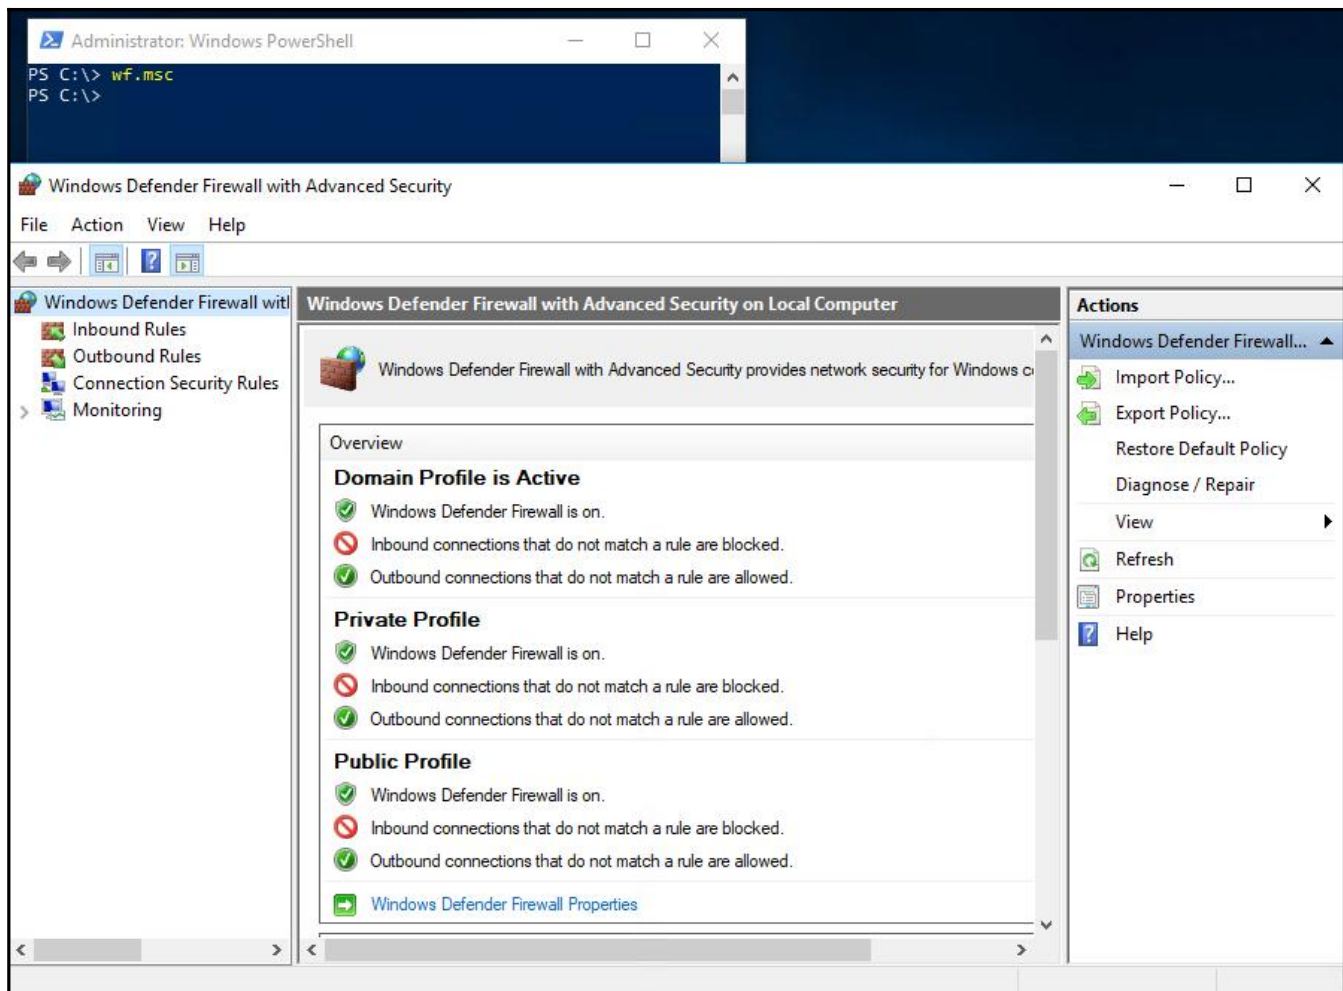 Administrator: Windows PowerShell
PS C:\> wf.msc
PS C:\>
Windows Defender Firewall with Advanced Security
File Action View Help
Windows Defender Firewall with
Inbound Rules
Outbound Rules
Connection Security Rules
Monitoring
Windows Defender Firewall with Advanced Security on Local Computer
Windows Defender Firewall with Advanced Security provides network security for Windows
Overview
Domain Profile is Active
Windows Defender Firewall is on.
Inbound connections that do not match a rule are blocked.
Outbound connections that do not match a rule are allowed.
Private Profile
Windows Defender Firewall is on.
Inbound connections that do not match a rule are blocked.
Outbound connections that do not match a rule are allowed.
Public Profile
Windows Defender Firewall is on.
Inbound connections that do not match a rule are blocked.
Outbound connections that do not match a rule are allowed.
Windows Defender Firewall Properties
Actions
Windows Defender Firewall...
Import Policy...
Export Policy...
Restore Default Policy
Diagnose / Repair
View
Refresh
Properties
Help